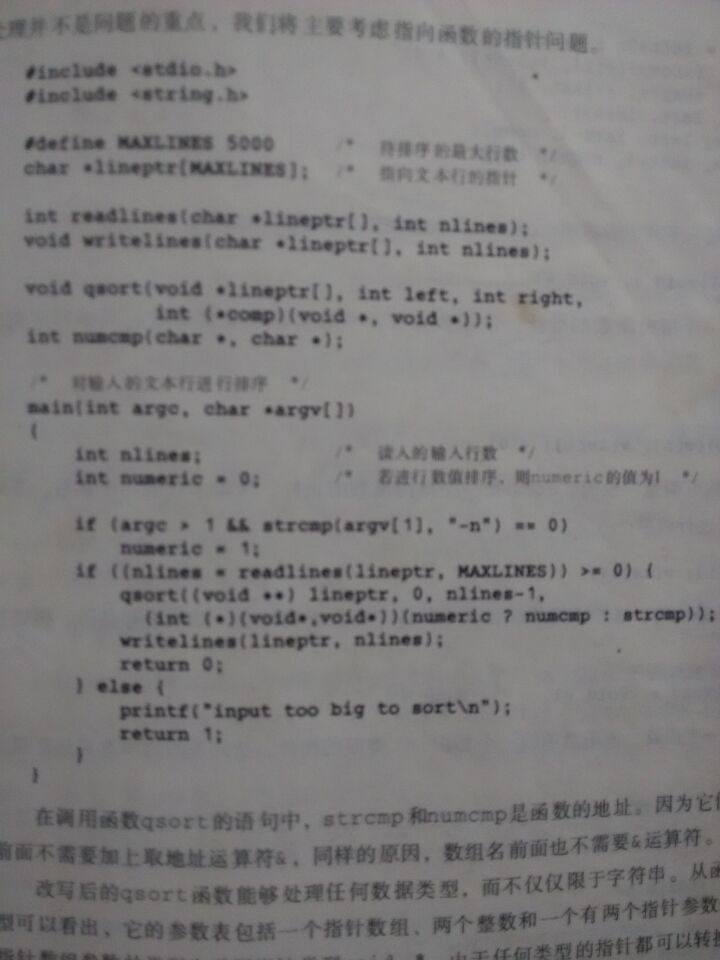 处理并不是问题的重点，我们将主要考虑指向函数的指针问题。
#include <stdio.h>
#include <string.h>
#define MAXLINES 5000 /* 待排序的最大行数 */
char *lineptr[MAXLINES]; /* 指向文本行的指针 */
int readlines(char *lineptr[], int nlines);
void writelines(char *lineptr[], int nlines);
void qsort(void *lineptr[], int left, int right,
int (*comp)(void *, void *));
int numcmp(char *, char *);
/* 对输入的文本行进行排序 */
main(int argc, char *argv[])
{
int nlines; /* 读入的输入行数 */
int numeric = 0; /* 若进行数值排序，则numeric的值为1 */
if (argc > 1 && strcmp(argv[1], "-n") == 0)
numeric = 1;
if ((nlines = readlines(lineptr, MAXLINES)) >= 0) {
qsort((void **) lineptr, 0, nlines-1,
(int (*)(void*,void*))(numeric ? numcmp : strcmp));
writelines(lineptr, nlines);
return 0;
} else {
printf("input too big to sort\n");
return 1;
}
}
在调用函数qsort的语句中，strcmp和numcmp是函数的地址。因为它
前面不需要加上取地址运算符&，同样的原因，数组名前面也不需要&运算符。
改写后的qsort函数能够处理任何数据类型，而不仅仅限于字符串。从函
型可以看出，它的参数表包括一个指针数组、两个整数和一个有两个指针参数
由于任何类型的指针都可以转换